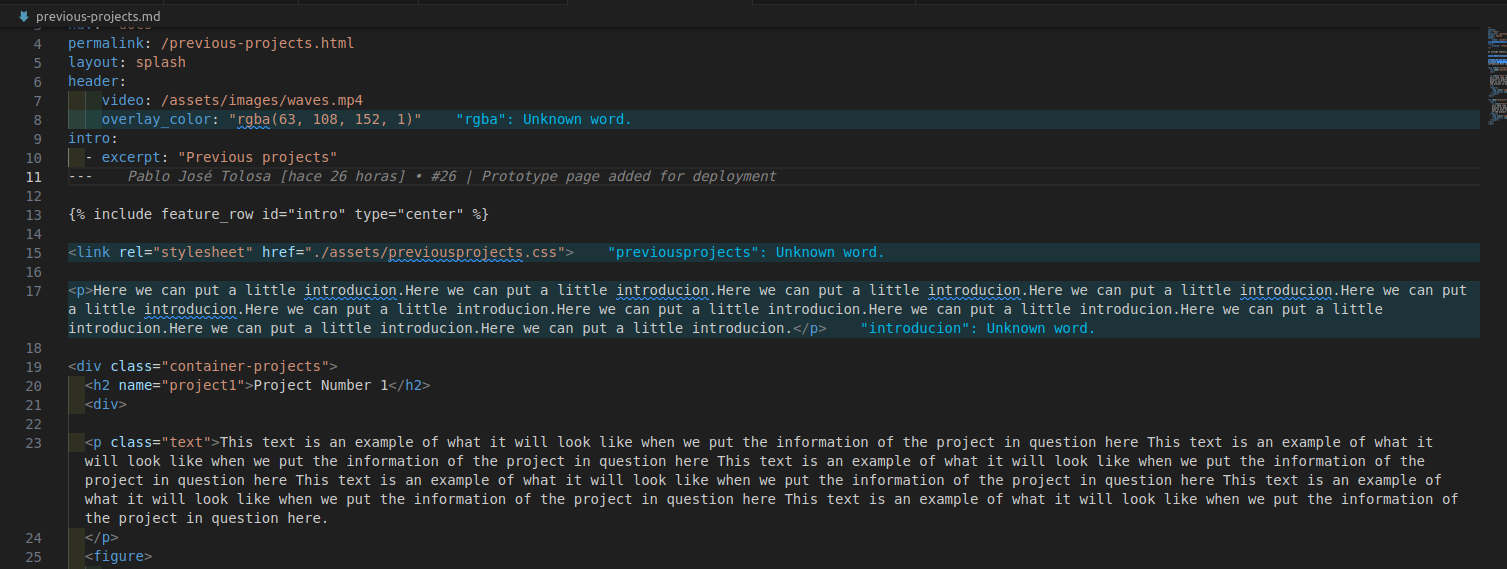 previous-projects.md
4 permalink: /previous-projects.html
5 layout: splash
6 header:
7 video: /assets/images/waves.mp4
8 overlay_color: "rgba(63, 108, 152, 1)" "rgba": Unknown word.
9 intro:
10 - excerpt: "Previous projects"
11 --- Pablo José Tolosa [hace 26 horas] • #26 | Prototype page added for deployment
12
13 {% include feature_row id="intro" type="center" %}
14
15 <link rel="stylesheet" href="./assets/previousprojects.css"> "previousprojects": Unknown word.
16
17 <p>Here we can put a little introducion.Here we can put a little introducion.Here we can put a little introducion.Here we can put a little introducion.Here we can put
a little introducion.Here we can put a little introducion.Here we can put a little introducion.Here we can put a little introducion.Here we can put a little
introducion.Here we can put a little introducion.Here we can put a little introducion.</p> "introducion": Unknown word.
18
19 <div class="container-projects">
20 <h2 name="project1">Project Number 1</h2>
21 <div>
22
23 <p class="text">This text is an example of what it will look like when we put the information of the project in question here This text is an example of what it
will look like when we put the information of the project in question here This text is an example of what it will look like when we put the information of the
project in question here This text is an example of what it will look like when we put the information of the project in question here This text is an example of
what it will look like when we put the information of the project in question here This text is an example of what it will look like when we put the information of
the project in question here.
24 </p>
25 <figure>